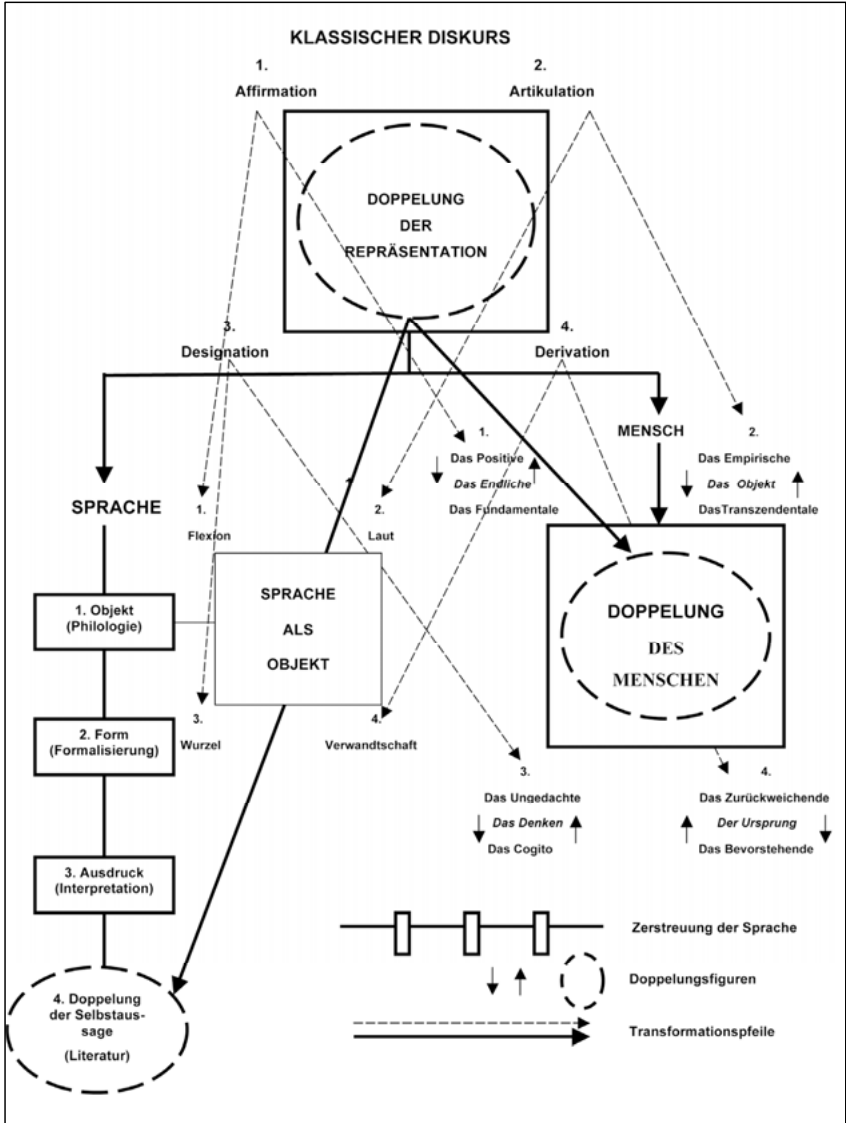 KLASSISCHER DISKURS
1.
Affirmation
2.
Artikulation
DOPPELUNG
DER
REPRÄSENTATION
3.
Designation
4.
Derivation
MENSCH
1.
Das Positive
Das Endliche
Das Fundamentale
2.
Das Empirische
Das Objekt
DasTranszendentale
SPRACHE
1.
Flexion
2.
Laut
1. Objekt
(Philologie)
SPRACHE
ALS
OBJEKT
DOPPELUNG
DES
MENSCHEN
2. Form
(Formalisierung)
3.
Wurzel
4.
Verwandtschaft
3.
Das Ungedachte
Das Denken
Das Cogito
4.
Das Zurückweichende
Der Ursprung
Das Bevorstehende
3. Ausdruck
(Interpretation)
4. Doppelung
der Selbstaus-
sage
(Literatur)
Zerstreuung der Sprache
Doppelungsfiguren
Transformationspfeile